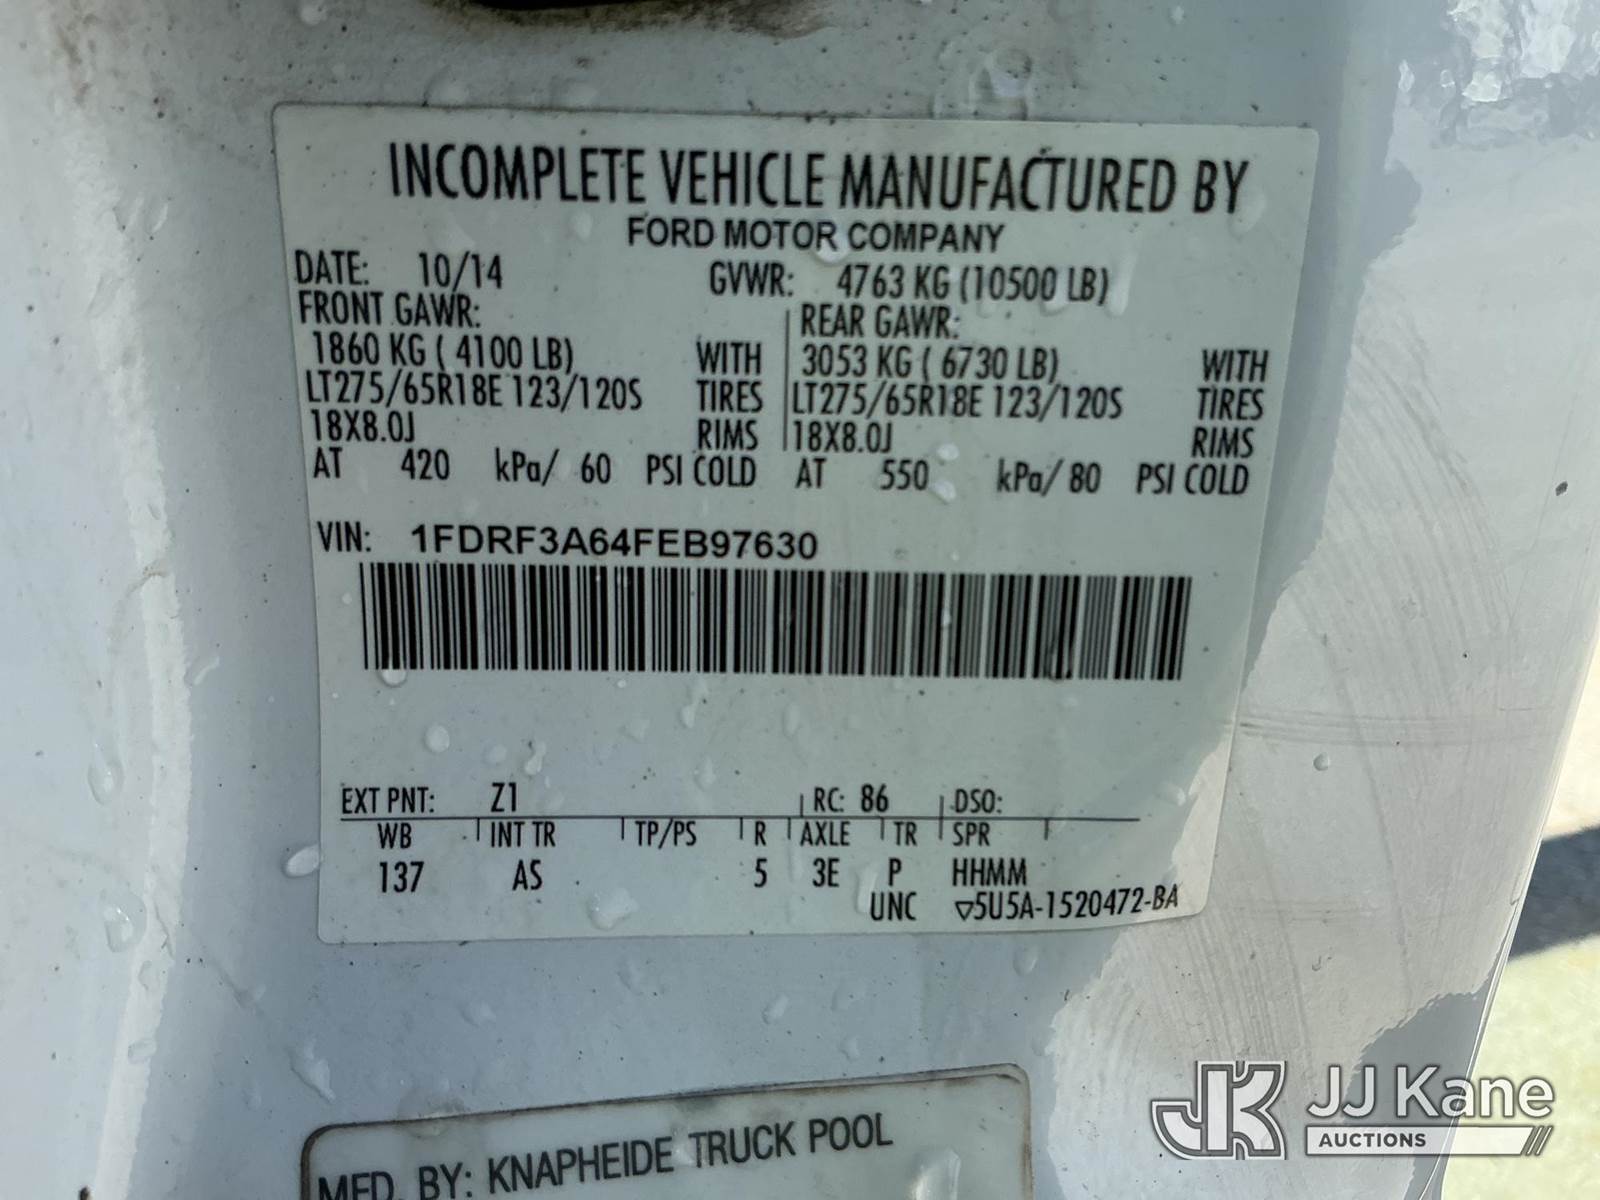 INCOMPLETE VEHICLE MANUFACTURED BY
FORD MOTOR COMPANY
DATE: 10/14 GVWR: 4763 KG (10500 LB)
FRONT GAWR: REAR GAWR:
1860 KG ( 4100 LB) WITH 3053 KG ( 6730 LB) WITH
LT275/65R18E 123/120S TIRES LT275/65R18E 123/120S TIRES
18X8.0J RIMS 18X8.0J RIMS
AT 420 kPa/ 60 PSI COLD AT 550 kPa/ 80 PSI COLD
VIN: 1FDRF3A64FEB97630
EXT PNT: Z1 RC: 86 DSO:
WB INT TR TP/PS R AXLE TR SPR
137 AS 5 3E P HHMM
UNC ▽5U5A-1520472-BA
MFD. BY: KNAPHEIDE TRUCK POOL
JK JJ Kane
AUCTIONS